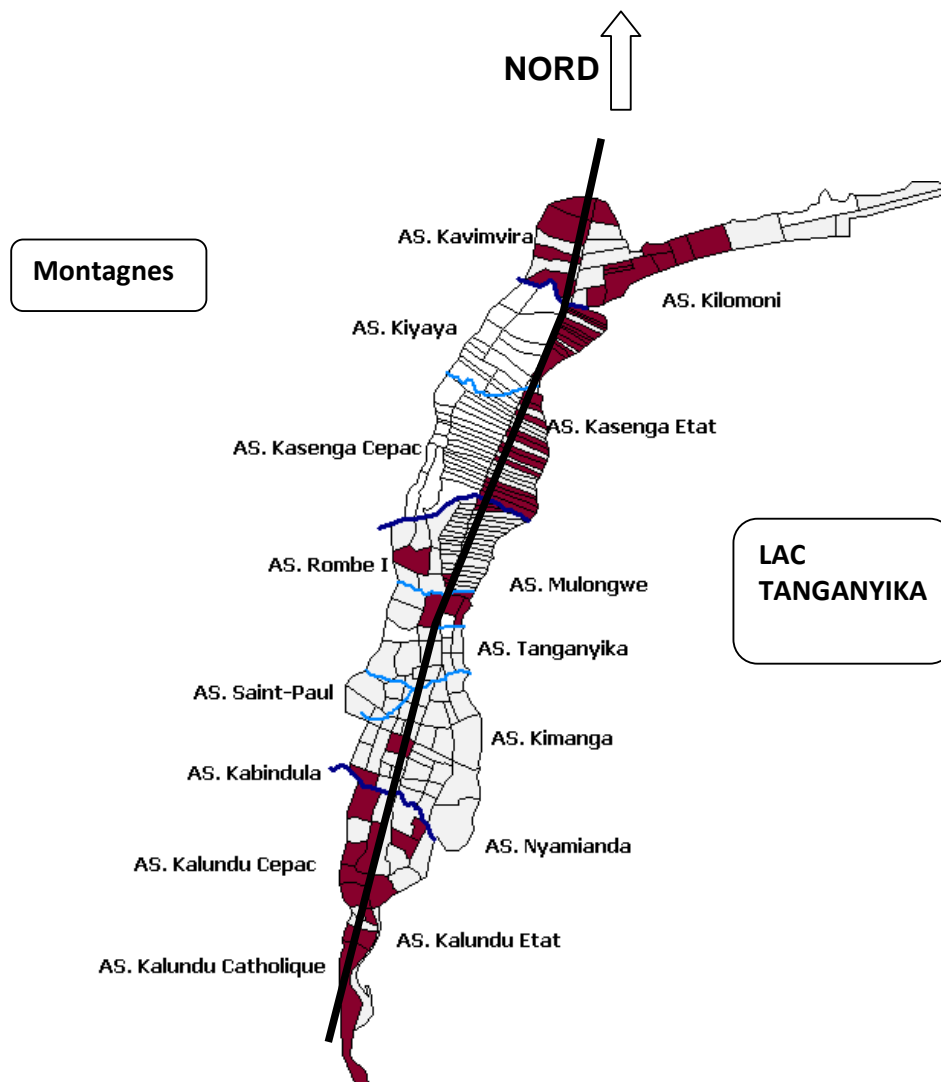 NORD
AS. Kavimvira
Montagnes
AS. Kilomoni
AS. Kiyaya
AS. Kasenga Etat
AS. Kasenga Cepac
LAC
TANGANYIKA
AS. Rombe I
AS. Mulongwe
AS. Tanganyika
AS. Saint-Paul
AS. Kimanga
AS. Kabindula
AS. Nyamianda
AS. Kalundu Cepac
AS. Kalundu Etat
AS. Kalundu Catholique